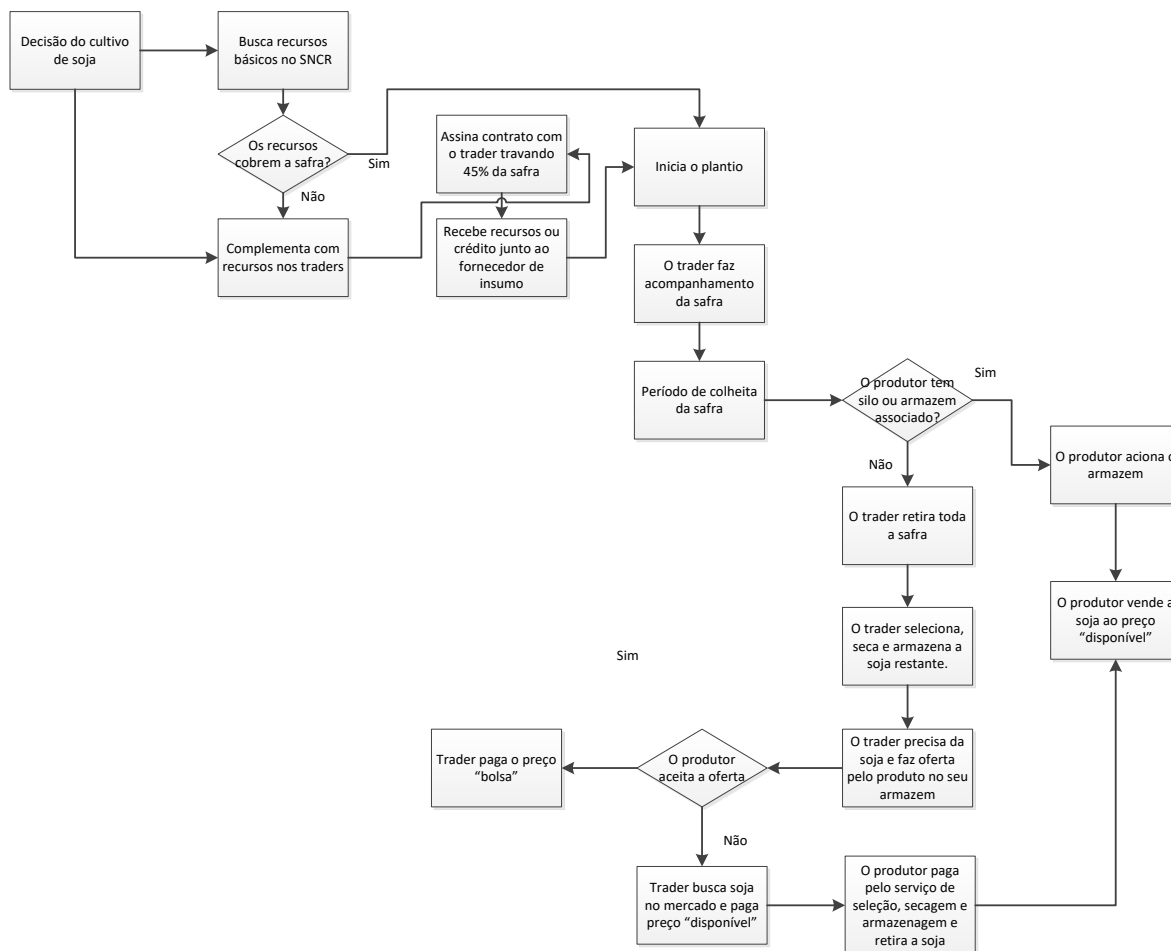 Decisão do cultivo
de soja
Busca recursos
básicos no SNCR
Os recursos
cobrem a safra?
Sim
Não
Complementa com
recursos nos traders
Assina contrato com
o trader travando
45% da safra
Recebe recursos ou
crédito junto ao
fornecedor de
insumo
Inicia o plantio
O trader faz
acompanhamento
da safra
Período de colheita
da safra
O produtor tem
silo ou armazem
associado?
Sim
Não
O produtor aciona o
armazem
O trader retira toda
a safra
O produtor vende a
soja ao preço
“disponível”
O trader seleciona,
seca e armazena a
soja restante.
Sim
O trader precisa da
soja e faz oferta
pelo produto no seu
armazem
O produtor
aceita a oferta
Trader paga o preço
“bolsa”
Não
Trader busca soja
no mercado e paga
preço “disponível”
O produtor paga
pelo serviço de
seleção, secagem e
armazenagem e
retira a soja